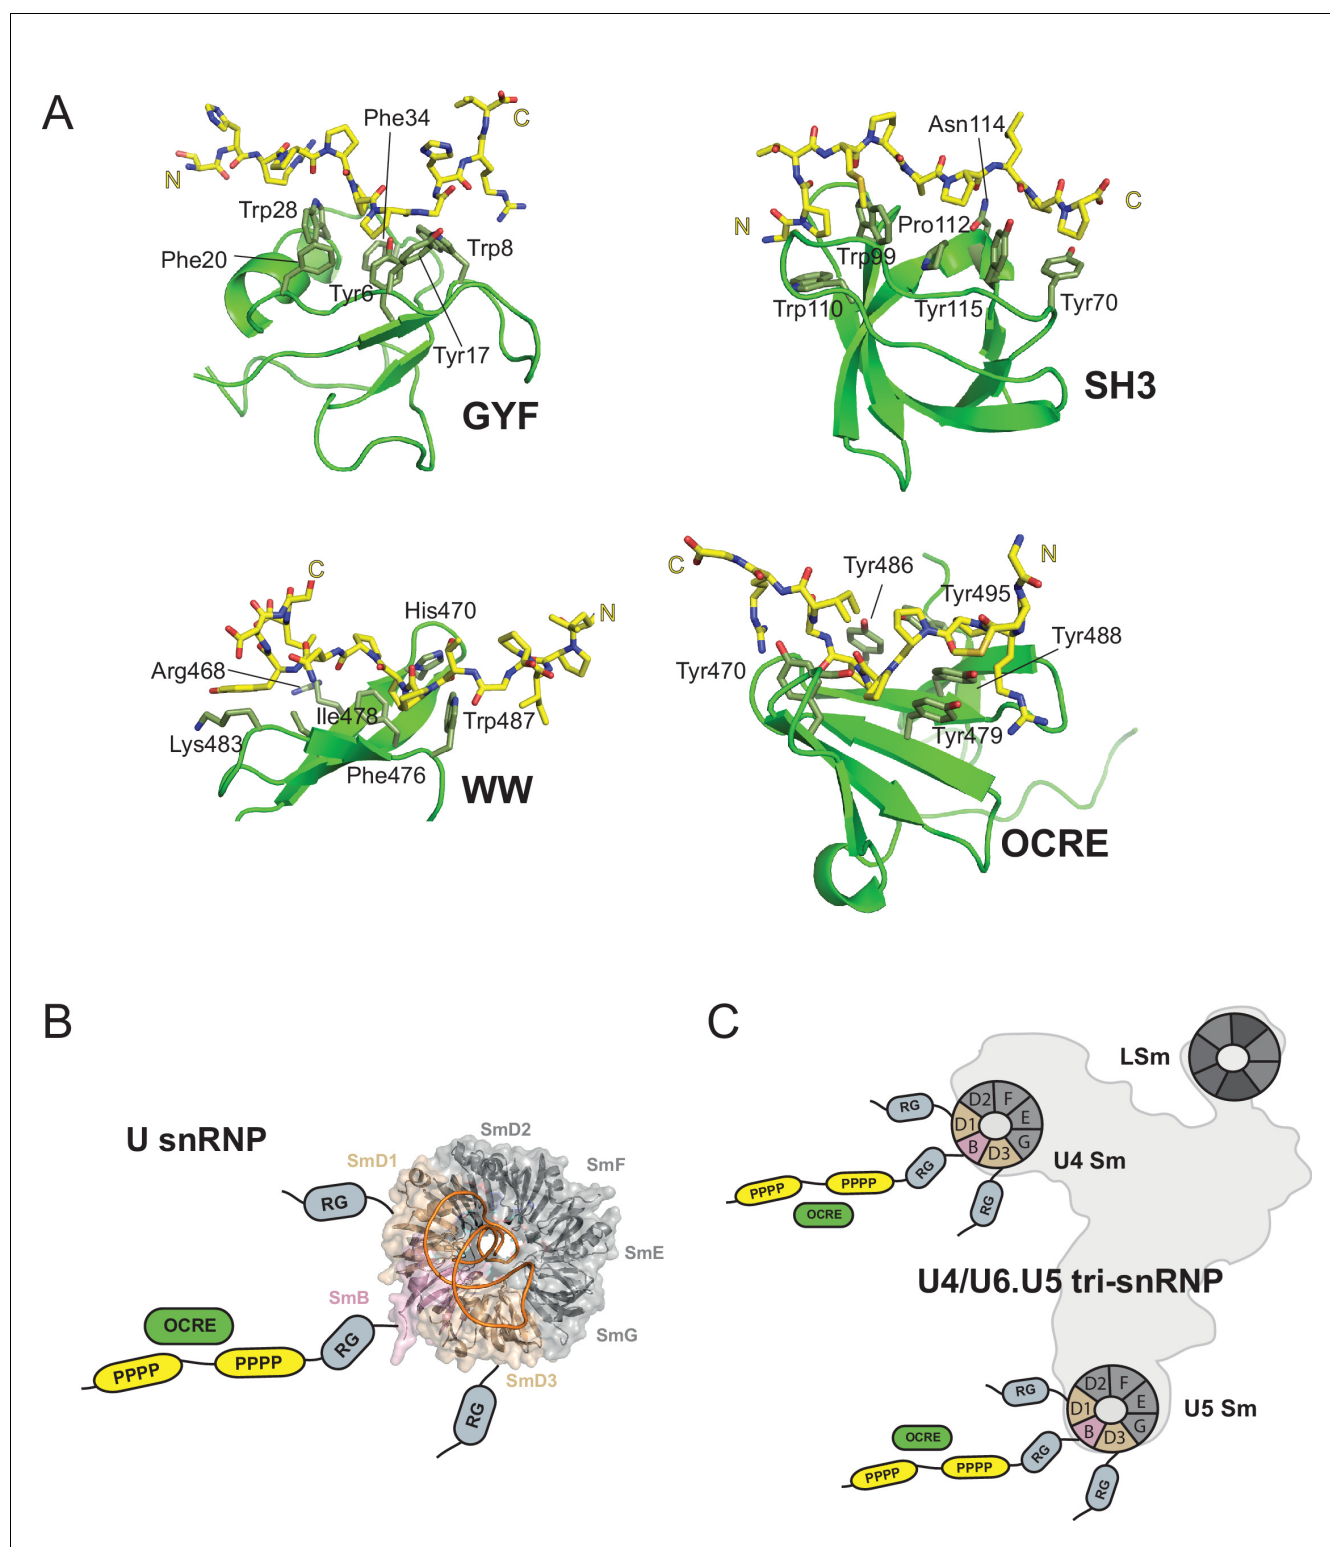 A
Phe34
C
N
Trp28
Phe20
Tyr6
Trp8
Tyr17
GYF
Asn114
C
N
Pro112
Trp99
Trp110
Tyr115
Tyr70
SH3
C
His470
N
Arg468
Ile478
Trp487
Lys483
Phe476
WW
C
N
Tyr486
Tyr495
Tyr488
Tyr470
Tyr479
OCRE
B
U snRNP
SmD2
SmD1
SmF
RG
SmE
SmB
OCRE
RG
SmG
PPPP
PPPP
SmD3
RG
C
LSm
RG
D2
F
D1
E
B
D3
G
U4 Sm
PPPP
PPPP
RG
OCRE
RG
U4/U6.U5 tri-snRNP
RG
D2
F
D1
E
B
D3
G
U5 Sm
OCRE
RG
PPPP
PPPP
RG